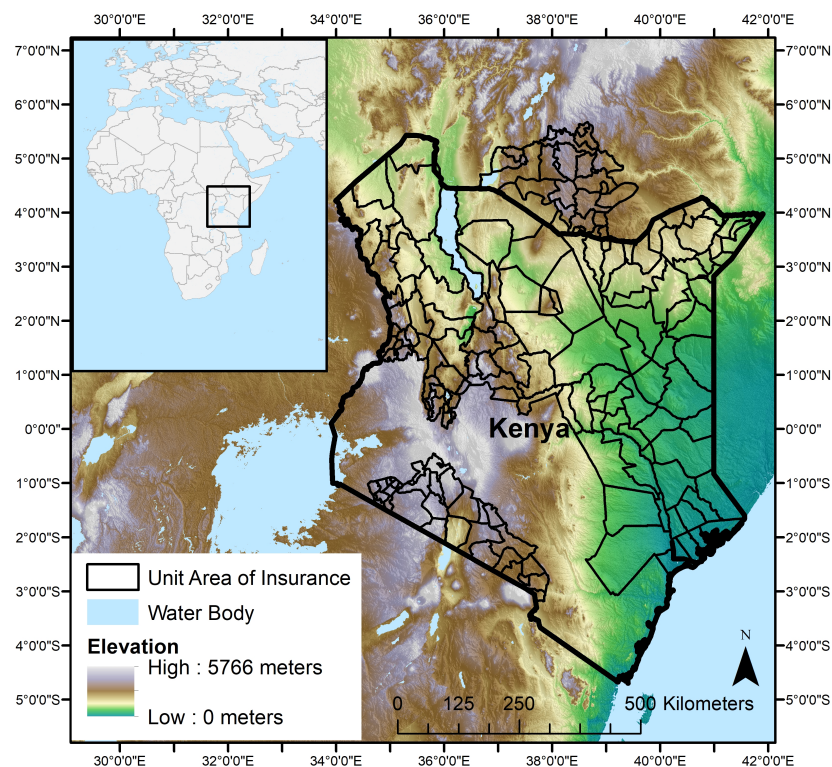 30°0'0"E 32°0'0"E 34°0'0"E 36°0'0"E 38°0'0"E 40°0'0"E 42°0'0"E
7°0'0"N 7°0'0"N
6°0'0"N 6°0'0"N
5°0'0"N 5°0'0"N
4°0'0"N 4°0'0"N
3°0'0"N 3°0'0"N
2°0'0"N 2°0'0"N
1°0'0"N 1°0'0"N
0°0'0" 0°0'0"
Kenya
1°0'0"S 1°0'0"S
2°0'0"S 2°0'0"S
3°0'0"S 3°0'0"S
4°0'0"S 4°0'0"S
5°0'0"S 5°0'0"S
Unit Area of Insurance
Water Body
Elevation
High : 5766 meters
Low : 0 meters
N
0 125 250 500 Kilometers
30°0'0"E 32°0'0"E 34°0'0"E 36°0'0"E 38°0'0"E 40°0'0"E 42°0'0"E